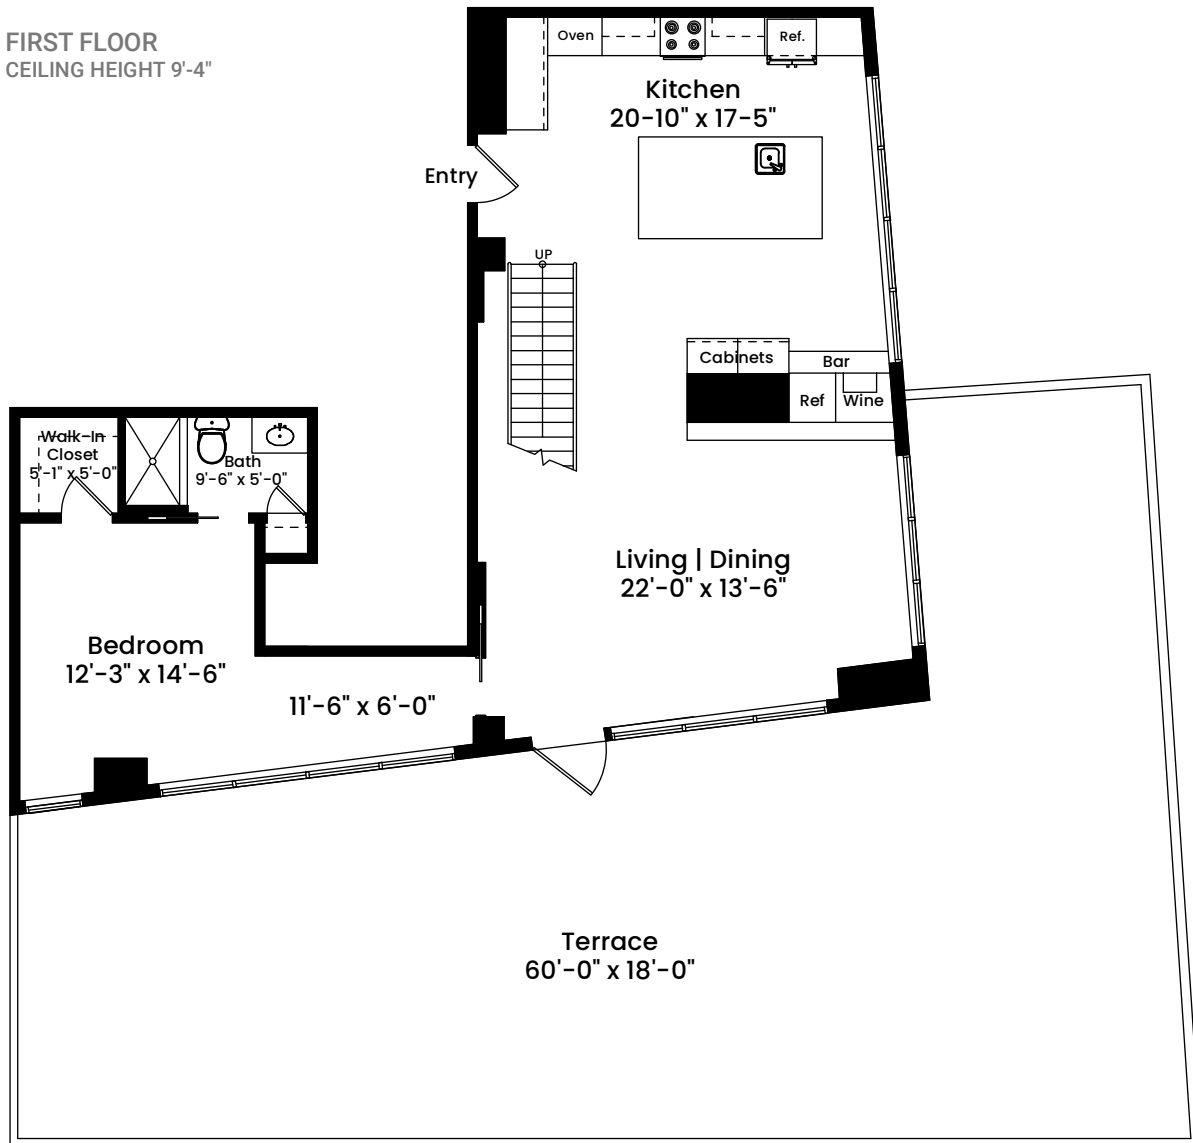 FIRST FLOOR
CEILING HEIGHT 9'-4"
Oven
Ref.
Kitchen
20-10" x 17-5"
Entry
UP
Cabinets
Bar
Ref
Wine
Walk-In
Closet
5'-1" x 5'-0"
Bath
9'-6" x 5'-0"
Living | Dining
22'-0" x 13'-6"
Bedroom
12'-3" x 14'-6"
11'-6" x 6'-0"
Terrace
60'-0" x 18'-0"